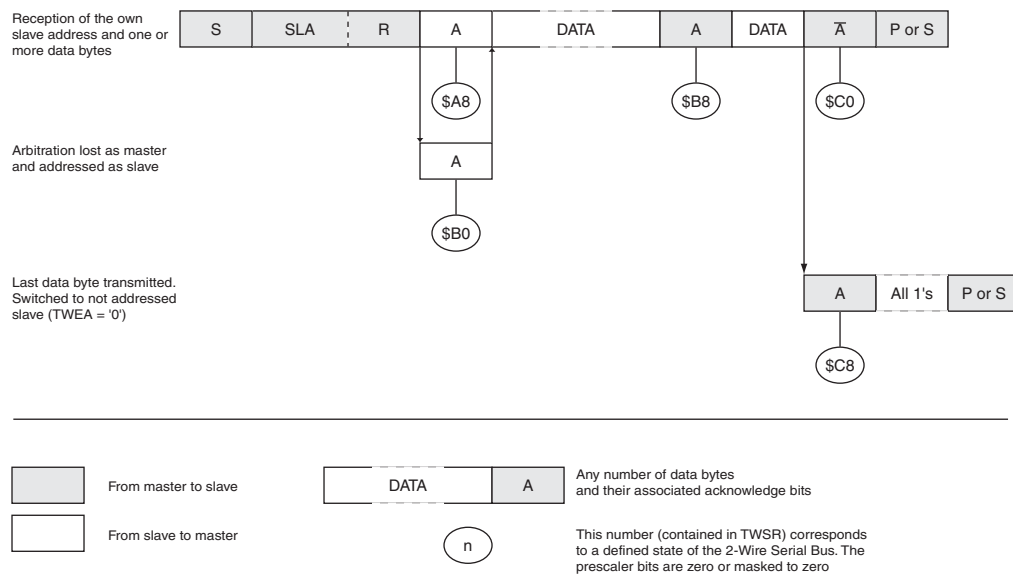 Reception of the own
slave address and one or
more data bytes
S SLA R A DATA A DATA A̅ P or S
$A8 $B8 $C0
Arbitration lost as master
and addressed as slave
A
$B0
Last data byte transmitted.
Switched to not addressed
slave (TWEA = '0')
A All 1's P or S
$C8
From master to slave
DATA A
Any number of data bytes
and their associated acknowledge bits
From slave to master
n
This number (contained in TWSR) corresponds
to a defined state of the 2-Wire Serial Bus. The
prescaler bits are zero or masked to zero